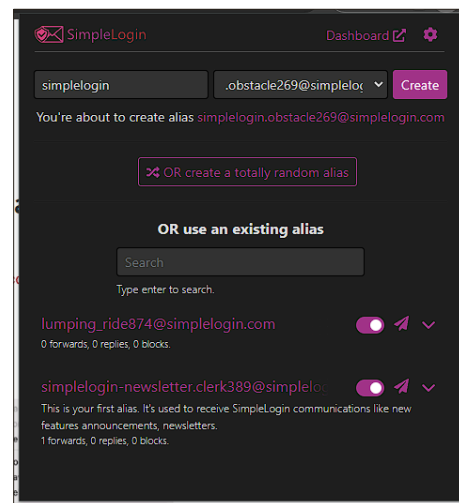 SimpleLogin
Dashboard
simplelogin
.obstacle269@simplelog
Create
You're about to create alias simplelogin.obstacle269@simplelogin.com
OR create a totally random alias
OR use an existing alias
Search
Type enter to search.
lumping_ride874@simplelogin.com
0 forwards, 0 replies, 0 blocks.
simplelogin-newsletter.clerk389@simplelo
This is your first alias. It's used to receive SimpleLogin communications like new
features announcements, newsletters.
1 forwards, 0 replies, 0 blocks.